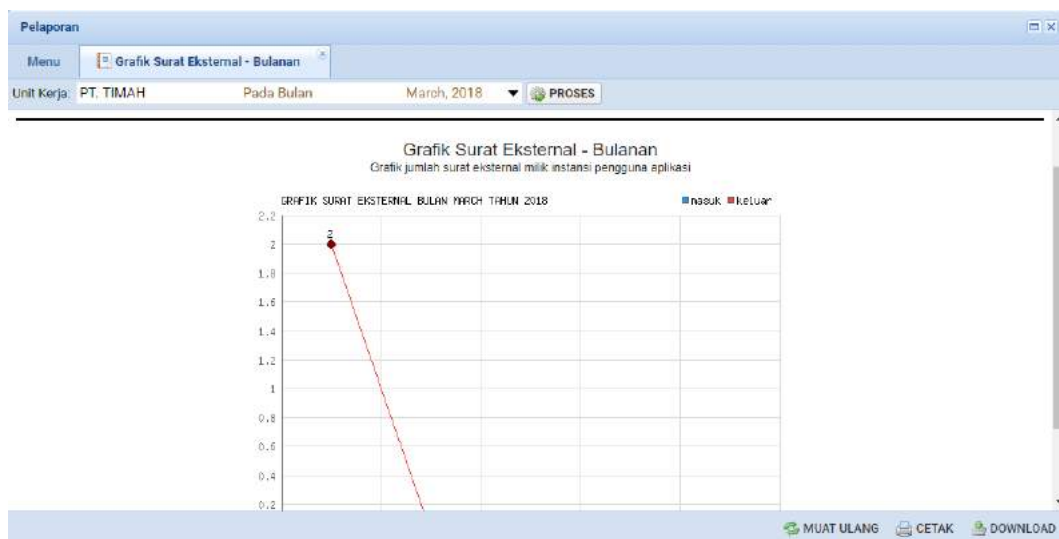 Pelaporan
Menu Grafik Surat Eksternal - Bulanan
Unit Kerja: PT. TIMAH Pada Bulan March, 2018 PROSES
Grafik Surat Eksternal - Bulanan
Grafik jumlah surat eksternal milik instansi pengguna aplikasi
GRAFIK SURAT EKSTERNAL BULAN MARCH TAHUN 2018 masuk keluar
2.2
2
2
1.8
1.6
1.4
1.2
1
0.8
0.6
0.4
0.2
MUAT ULANG CETAK DOWNLOAD